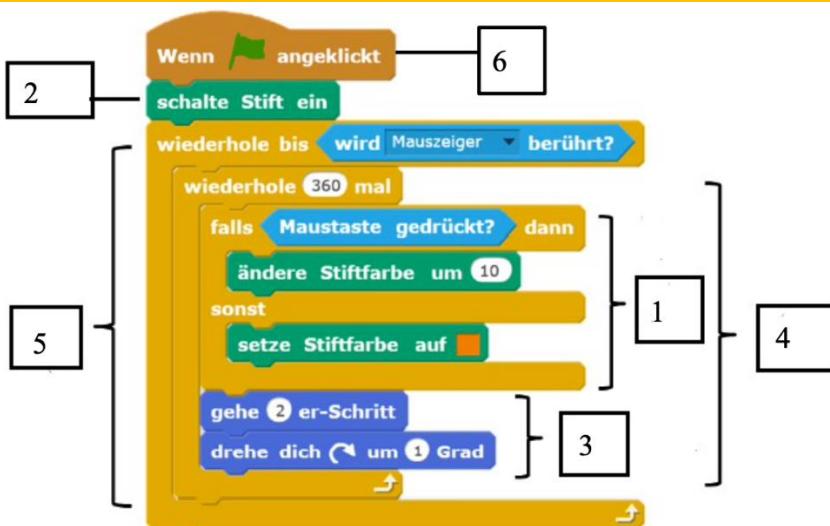 Wenn angeklickt
6
2
schalte Stift ein
wiederhole bis wird Mauszeiger berührt?
wiederhole 360 mal
falls Maustaste gedrückt? dann
ändere Stiftfarbe um 10
1
sonst
5
4
setze Stiftfarbe auf
gehe 2 er-Schritt
3
drehe dich um 1 Grad